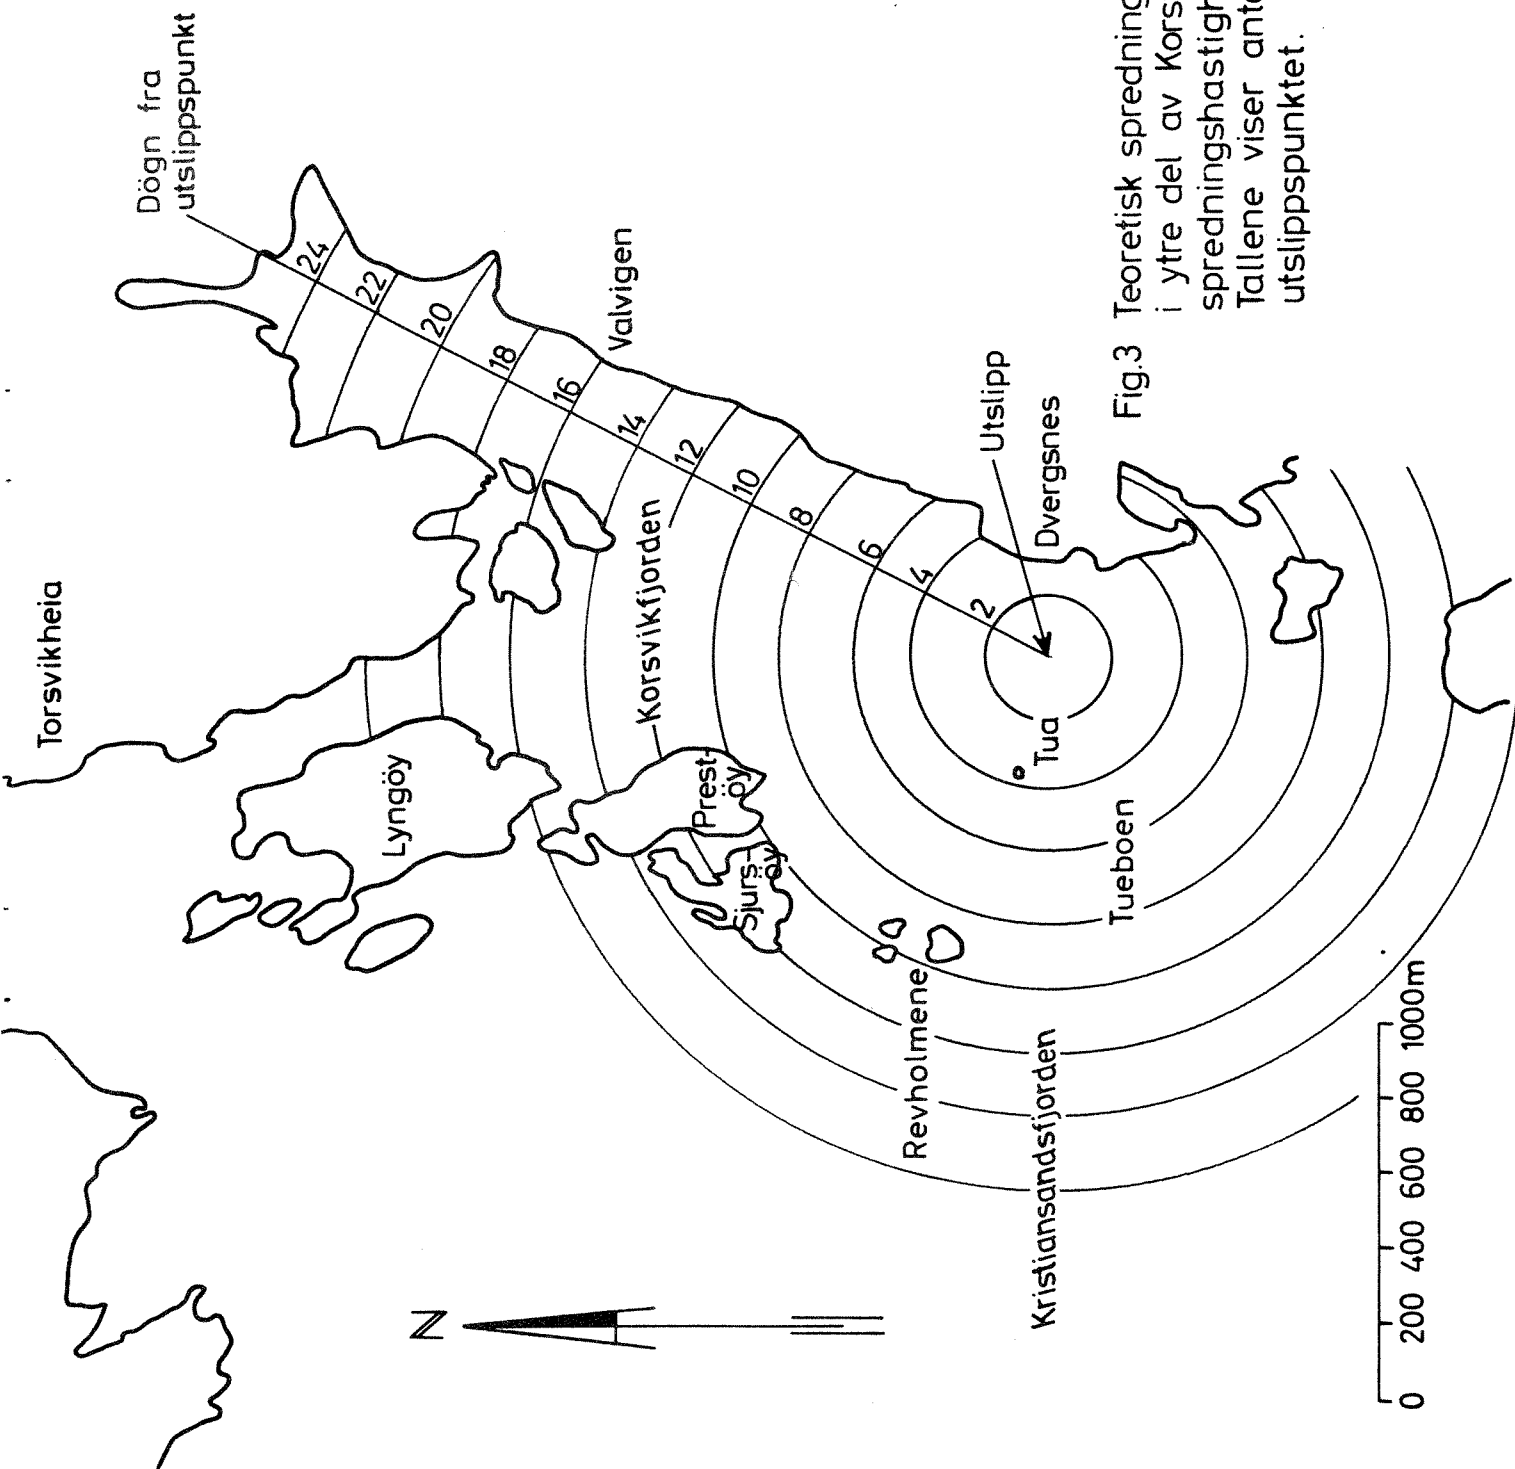 Dögn fra
utslippspunkt
Torsvikheia
24
22
20
18
16
14
12
10
8
6
4
2
Valvigen
Korsvikfjorden
Lyngöy
Prest-
öy
Sjurs-
öy
Utslipp
Dvergsnes
Tua
Tueboen
Revholmene
Kristiansandsfjorden
N
0 200 400 600 800 1000m
Fig.3 Teoretisk spredning
i ytre del av Kors
spredningshastigh
Tallene viser ant
utslippspunktet.